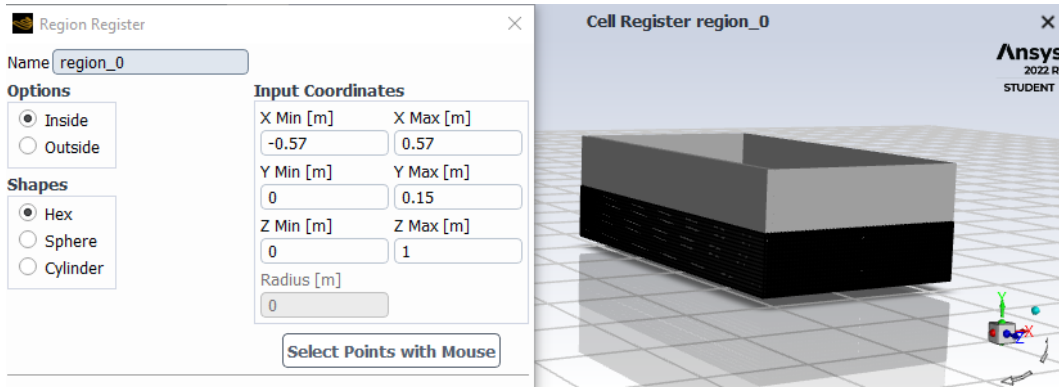 Region Register
Name region_0
Options
Inside
Outside
Shapes
Hex
Sphere
Cylinder
Input Coordinates
X Min [m] X Max [m]
-0.57 0.57
Y Min [m] Y Max [m]
0 0.15
Z Min [m] Z Max [m]
0 1
Radius [m]
0
Select Points with Mouse
Cell Register region_0
Ansys
2022 R
STUDENT
Y
X
Z